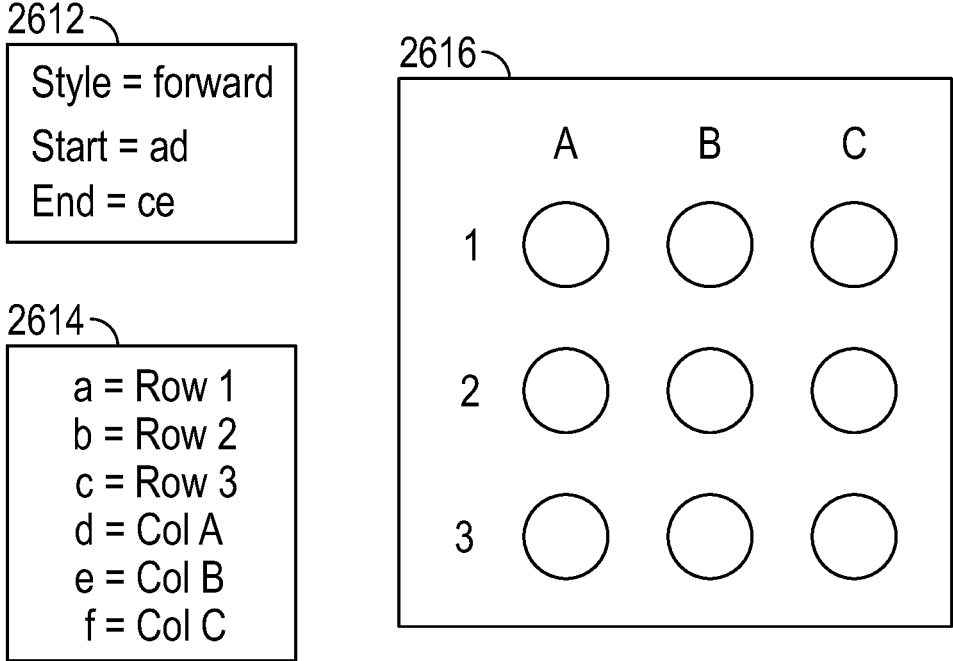 2612
Style = forward
Start = ad
End = ce
2614
a = Row 1
b = Row 2
c = Row 3
d = Col A
e = Col B
f = Col C
2616
A B C
1
2
3